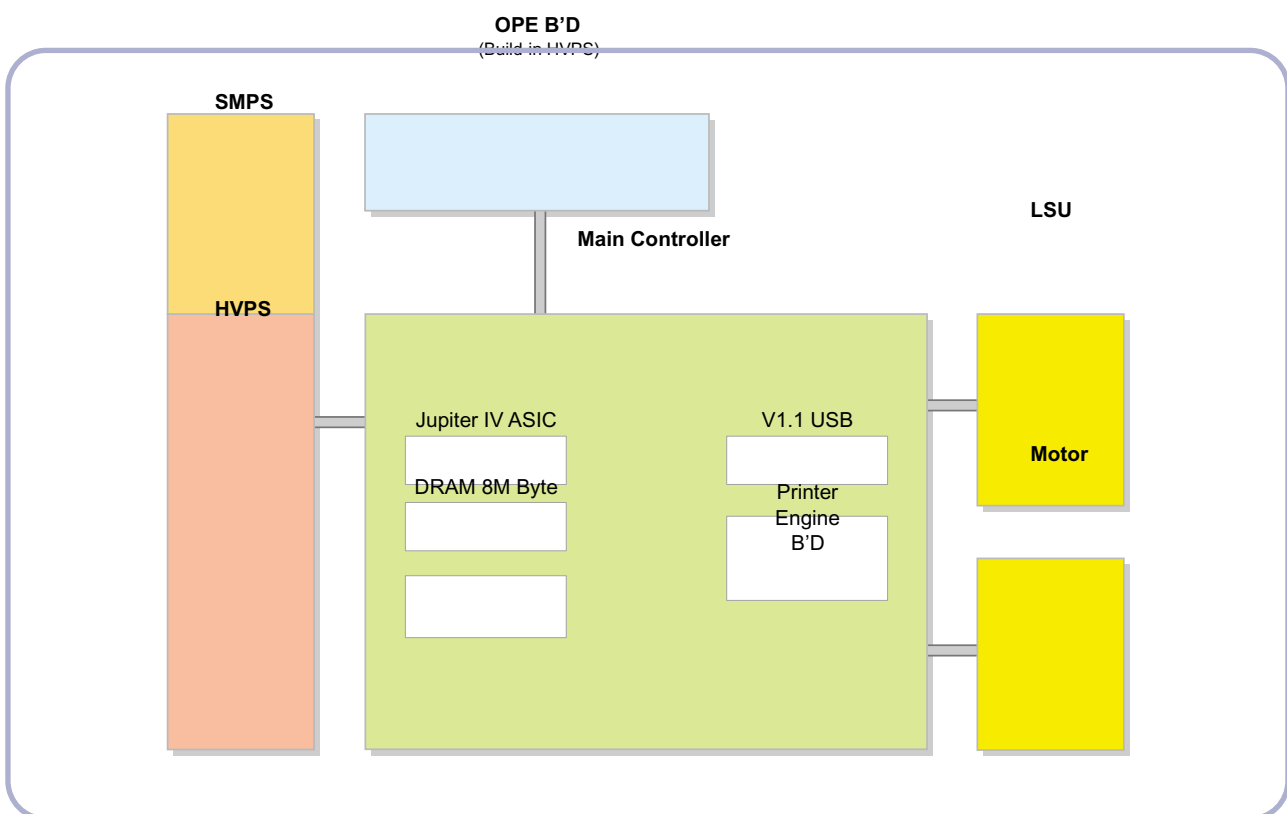 OPE B’D
(Build-in HVPS)
SMPS
LSU
Main Controller
HVPS
Jupiter IV ASIC
V1.1 USB
Motor
DRAM 8M Byte
Printer
Engine
B’D